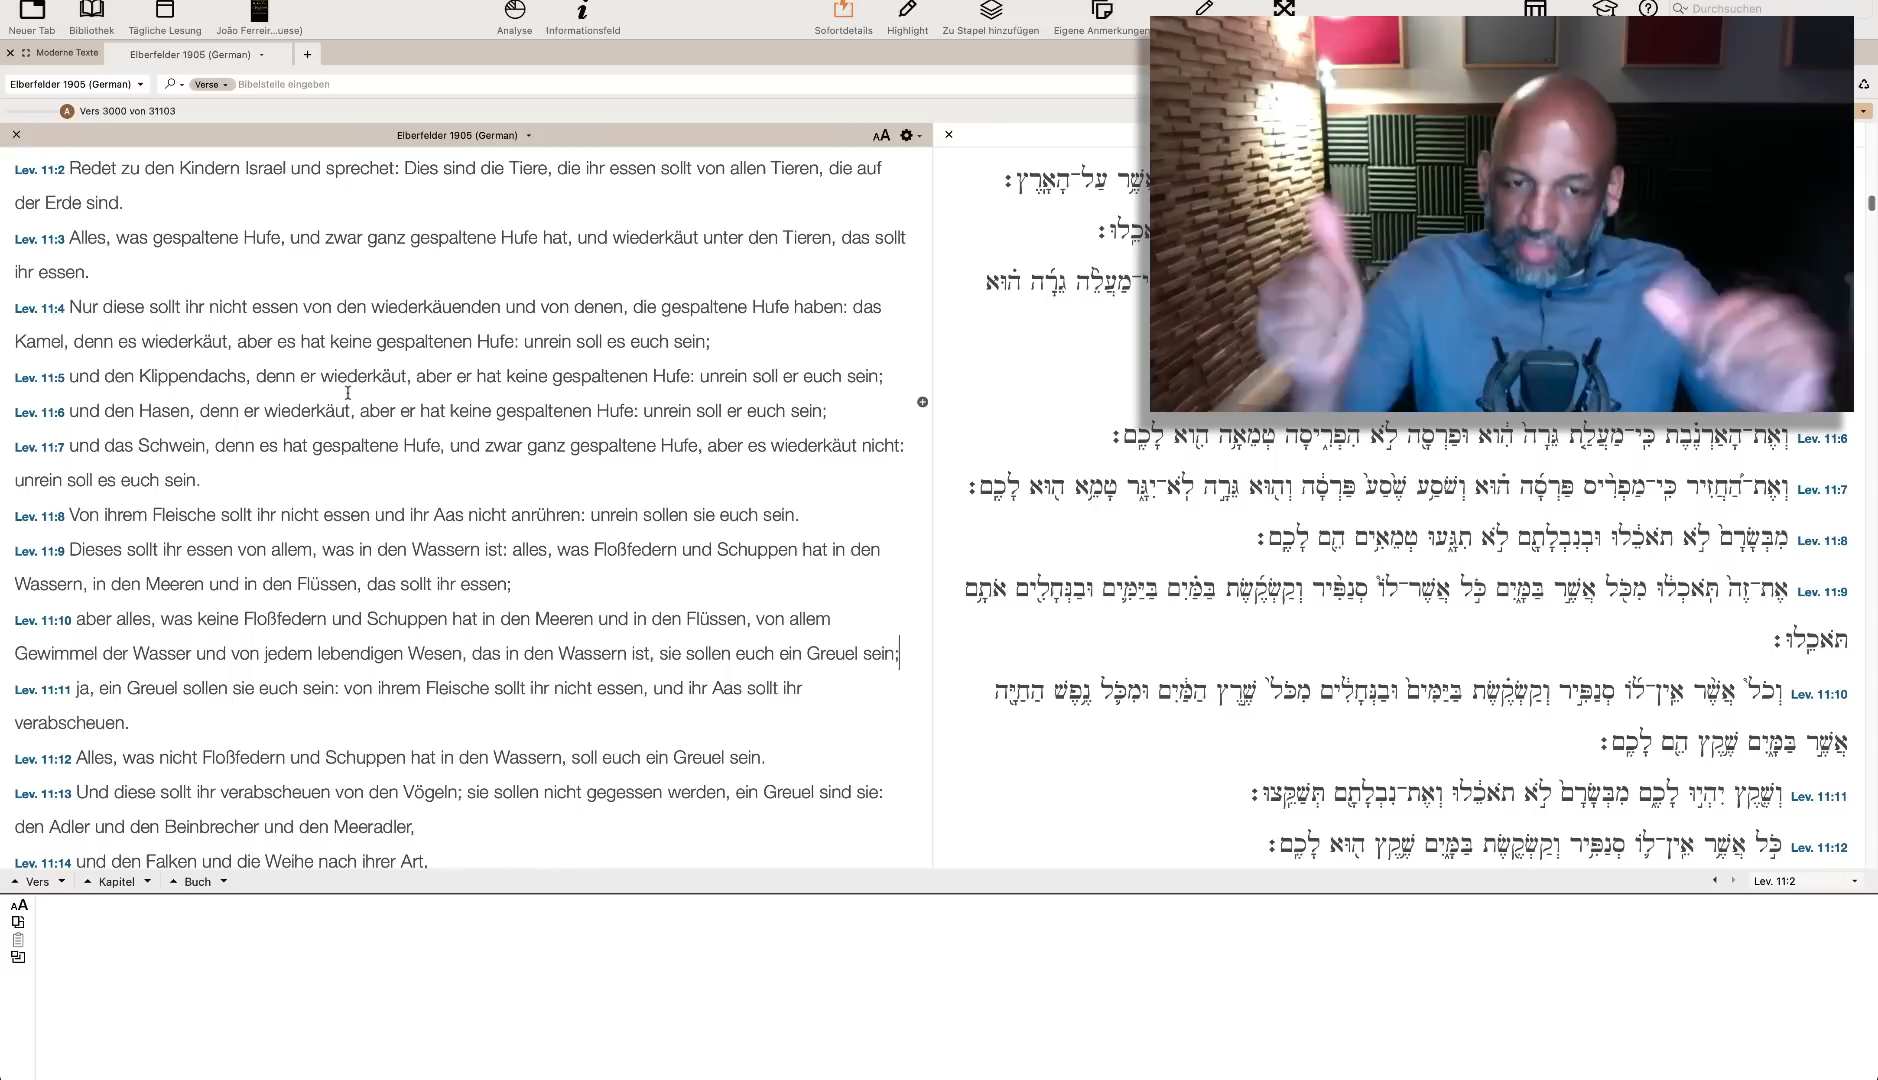 Neuer Tab
Bibliothek
Tägliche Lesung
João Ferreir...uese)
Analyse
Informationsfeld
Sofortdetails
Highlight
Zu Stapel hinzufügen
Eigene Anmerkungen
Durchsuchen
Moderne Texte
Elberfelder 1905 (German)
Elberfelder 1905 (German)
Verse
Bibelstelle eingeben
A Vers 3000 von 31103
Elberfelder 1905 (German)
AA
Lev. 11:2 Redet zu den Kindern Israel und sprechet: Dies sind die Tiere, die ihr essen sollt von allen Tieren, die auf
der Erde sind.
Lev. 11:3 Alles, was gespaltene Hufe, und zwar ganz gespaltene Hufe hat, und wiederkäut unter den Tieren, das sollt
ihr essen.
Lev. 11:4 Nur diese sollt ihr nicht essen von den wiederkäuenden und von denen, die gespaltene Hufe haben: das
Kamel, denn es wiederkäut, aber es hat keine gespaltenen Hufe: unrein soll es euch sein;
Lev. 11:5 und den Klippendachs, denn er wiederkäut, aber er hat keine gespaltenen Hufe: unrein soll er euch sein;
Lev. 11:6 und den Hasen, denn er wiederkäut, aber er hat keine gespaltenen Hufe: unrein soll er euch sein;
Lev. 11:7 und das Schwein, denn es hat gespaltene Hufe, und zwar ganz gespaltene Hufe, aber es wiederkäut nicht:
unrein soll es euch sein.
Lev. 11:8 Von ihrem Fleische sollt ihr nicht essen und ihr Aas nicht anrühren: unrein sollen sie euch sein.
Lev. 11:9 Dieses sollt ihr essen von allem, was in den Wassern ist: alles, was Floßfedern und Schuppen hat in den
Wassern, in den Meeren und in den Flüssen, das sollt ihr essen;
Lev. 11:10 aber alles, was keine Floßfedern und Schuppen hat in den Meeren und in den Flüssen, von allem
Gewimmel der Wasser und von jedem lebendigen Wesen, das in den Wassern ist, sie sollen euch ein Greuel sein;
Lev. 11:11 ja, ein Greuel sollen sie euch sein: von ihrem Fleische sollt ihr nicht essen, und ihr Aas sollt ihr
verabscheuen.
Lev. 11:12 Alles, was nicht Floßfedern und Schuppen hat in den Wassern, soll euch ein Greuel sein.
Lev. 11:13 Und diese sollt ihr verabscheuen von den Vögeln; sie sollen nicht gegessen werden, ein Greuel sind sie:
den Adler und den Beinbrecher und den Meeradler,
Lev. 11:14 und den Falken und die Weihe nach ihrer Art,
עַל־הָאָֽרֶץ׃
מַעֲלֵ֨ה גֵרָ֜ה ה֗וּא
Lev. 11:6 וְאֶת־הָאַרְנֶ֗בֶת כִּֽי־מַעֲלַ֤ת גֵּרָה֙ הִ֔וא וּפַרְסָ֖ה לֹ֣א הִפְרִ֑יסָה טְמֵאָ֥ה הִ֖וא לָכֶֽם׃
Lev. 11:7 וְאֶת־הַ֠חֲזִיר כִּֽי־מַפְרִ֨יס פַּרְסָ֜ה ה֗וּא וְשֹׁסַ֥ע שֶׁ֙סַע֙ פַּרְסָ֔ה וְה֖וּא גֵּרָ֣ה לֹֽא־יִגָּ֑ר טָמֵ֥א ה֖וּא לָכֶֽם׃
Lev. 11:8 מִבְּשָׂרָם֙ לֹ֣א תֹאכֵ֔לוּ וּבְנִבְלָתָ֖ם לֹ֣א תִגָּ֑עוּ טְמֵאִ֥ים הֵ֖ם לָכֶֽם׃
Lev. 11:9 אֶת־זֶה֙ תֹּֽאכְל֔וּ מִכֹּ֖ל אֲשֶׁ֣ר בַּמָּ֑יִם כֹּ֣ל אֲשֶׁר־לוֹ֩ סְנַפִּ֨יר וְקַשְׂקֶ֜שֶׂת בַּמַּ֗יִם בַּיַּמִּ֛ים וּבַנְּחָלִ֖ים אֹתָ֥ם
תֹּאכֵֽלוּ׃
Lev. 11:10 וְכֹל֩ אֲשֶׁ֨ר אֵֽין־ל֜וֹ סְנַפִּ֣יר וְקַשְׂקֶ֗שֶׂת בַּיַּמִּים֙ וּבַנְּחָלִ֔ים מִכֹּל֙ שֶׁ֣רֶץ הַמַּ֔יִם וּמִכֹּ֛ל נֶ֥פֶשׁ הַחַיָּ֖ה
אֲשֶׁ֣ר בַּמָּ֑יִם שֶׁ֥קֶץ הֵ֖ם לָכֶֽם׃
Lev. 11:11 וְשֶׁ֖קֶץ יִהְי֣וּ לָכֶ֑ם מִבְּשָׂרָם֙ לֹ֣א תֹאכֵ֔לוּ וְאֶת־נִבְלָתָ֖ם תְּשַׁקֵּֽצוּ׃
Lev. 11:12 כֹּ֣ל אֲשֶׁ֥ר אֵֽין־ל֛וֹ סְנַפִּ֥יר וְקַשְׂקֶ֖שֶׂת בַּמָּ֑יִם שֶׁ֥קֶץ ה֖וּא לָכֶֽם׃
Vers
Kapitel
Buch
Lev. 11:2
AA